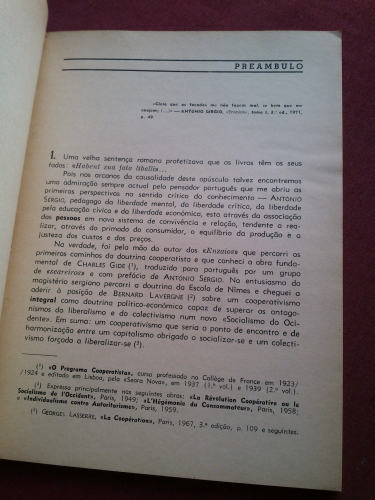 PREÂMBULO
«Claro que os tecados me não façam mal, se bem que me
ANTÓNIO SÉRGIO, «Ensaios», tomo I, 2.ª ed., 1971,
p. 49.
1. Uma velha sentença romana profetizava que os livros têm os seus
fados: «Habent sua fata libelli»...
Pois nos arcanos da causalidade deste opúsculo talvez encontremos
uma admiração sempre actual pelo pensador português que me abriu as
primeiras perspectivas no sentido crítico do conhecimento — ANTÓNIO
SÉRGIO, pedagogo da liberdade mental, da liberdade crítica, da liberdade
pela educação cívica e da liberdade económica, esta através da associação
das pessoas em novo sistema de convivência e relação, tendente a rea-
lizar, através do primado do consumidor, o equilíbrio de produção e a
justeza dos custos e dos preços.
Na verdade, foi pela mão do autor dos «Ensaios» que percorri os
primeiros caminhos da doutrina cooperatista e que conheci a obra funda-
mental de CHARLES GIDE (¹), traduzido para português por um grupo
de «seareiros» e com prefácio de ANTÓNIO SÉRGIO. No entusiasmo do
magistério sergiano percorri a doutrina da Escola de Nîmes e cheguei a
aderir à posição de BERNARD LAVERGNE (²) sobre um cooperativismo
integral como doutrina político-económica capaz de superar os antago-
nismos do liberalismo e do colectivismo num novo «Socialismo do Oci-
dente». Em suma: um cooperativismo que seria o ponto de encontro e de
harmonização entre um capitalismo obrigado a socializar-se e um colecti-
vismo forçado a liberalizar-se (³).
(¹) «O Programa Cooperatista», curso professado no Collège de France em 1923/
/1924 e editado em Lisboa, pela «Seara Nova», em 1937 (1.º vol.) e 1939 (2.º vol.).
(²) Expressa principalmente nas seguintes obras: «La Révolution Coopérative ou le
Socialisme de l'Occident», Paris, 1949; «L'Hégémonie du Consommateur», Paris, 1958;
e «Individualisme contre Autoritarisme», Paris, 1959.
(³) GEORGES LASSERRE, «La Coopération», Paris, 1967, 3.ª edição, p. 109 e seguintes.